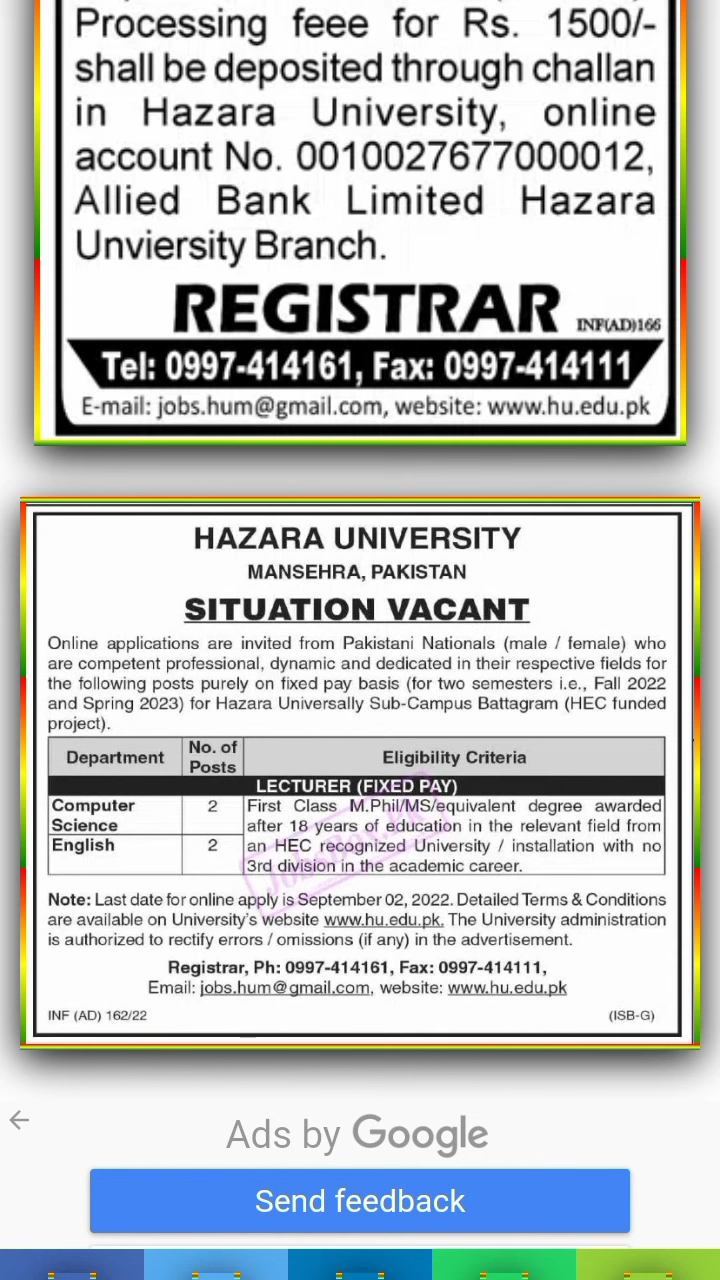 Processing feee for Rs. 1500/-
shall be deposited through challan
in Hazara University, online
account No. 0010027677000012,
Allied Bank Limited Hazara
Unviersity Branch.
REGISTRAR INF(AD)166
Tel: 0997-414161, Fax: 0997-414111
E-mail: jobs.hum@gmail.com, website: www.hu.edu.pk
HAZARA UNIVERSITY
MANSEHRA, PAKISTAN
SITUATION VACANT
Online applications are invited from Pakistani Nationals (male / female) who
are competent professional, dynamic and dedicated in their respective fields for
the following posts purely on fixed pay basis (for two semesters i.e., Fall 2022
and Spring 2023) for Hazara Universally Sub-Campus Battagram (HEC funded
project).
Department No. of Posts Eligibility Criteria
LECTURER (FIXED PAY)
Computer Science 2 First Class M.Phil/MS/equivalent degree awarded
after 18 years of education in the relevant field from
English 2 an HEC recognized University / installation with no
3rd division in the academic career.
JobsBox.Pk
Note: Last date for online apply is September 02, 2022. Detailed Terms & Conditions
are available on University's website www.hu.edu.pk. The University administration
is authorized to rectify errors / omissions (if any) in the advertisement.
Registrar, Ph: 0997-414161, Fax: 0997-414111,
Email: jobs.hum@gmail.com, website: www.hu.edu.pk
INF (AD) 162/22 (ISB-G)
Ads by Google
Send feedback